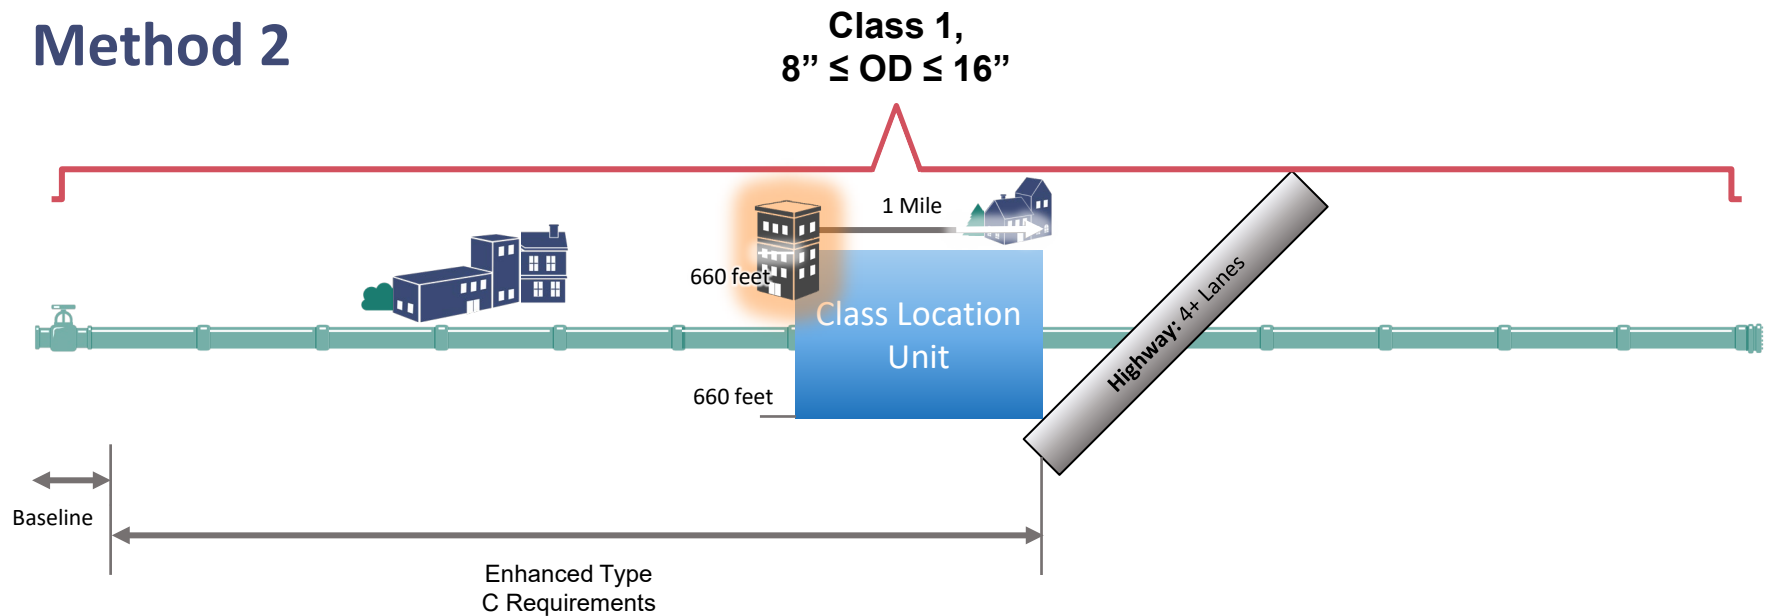 Method 2
Class 1,
8” ≤ OD ≤ 16”
1 Mile
660 feet
Class Location
Unit
Highway: 4+ Lanes
660 feet
Baseline
Enhanced Type
C Requirements